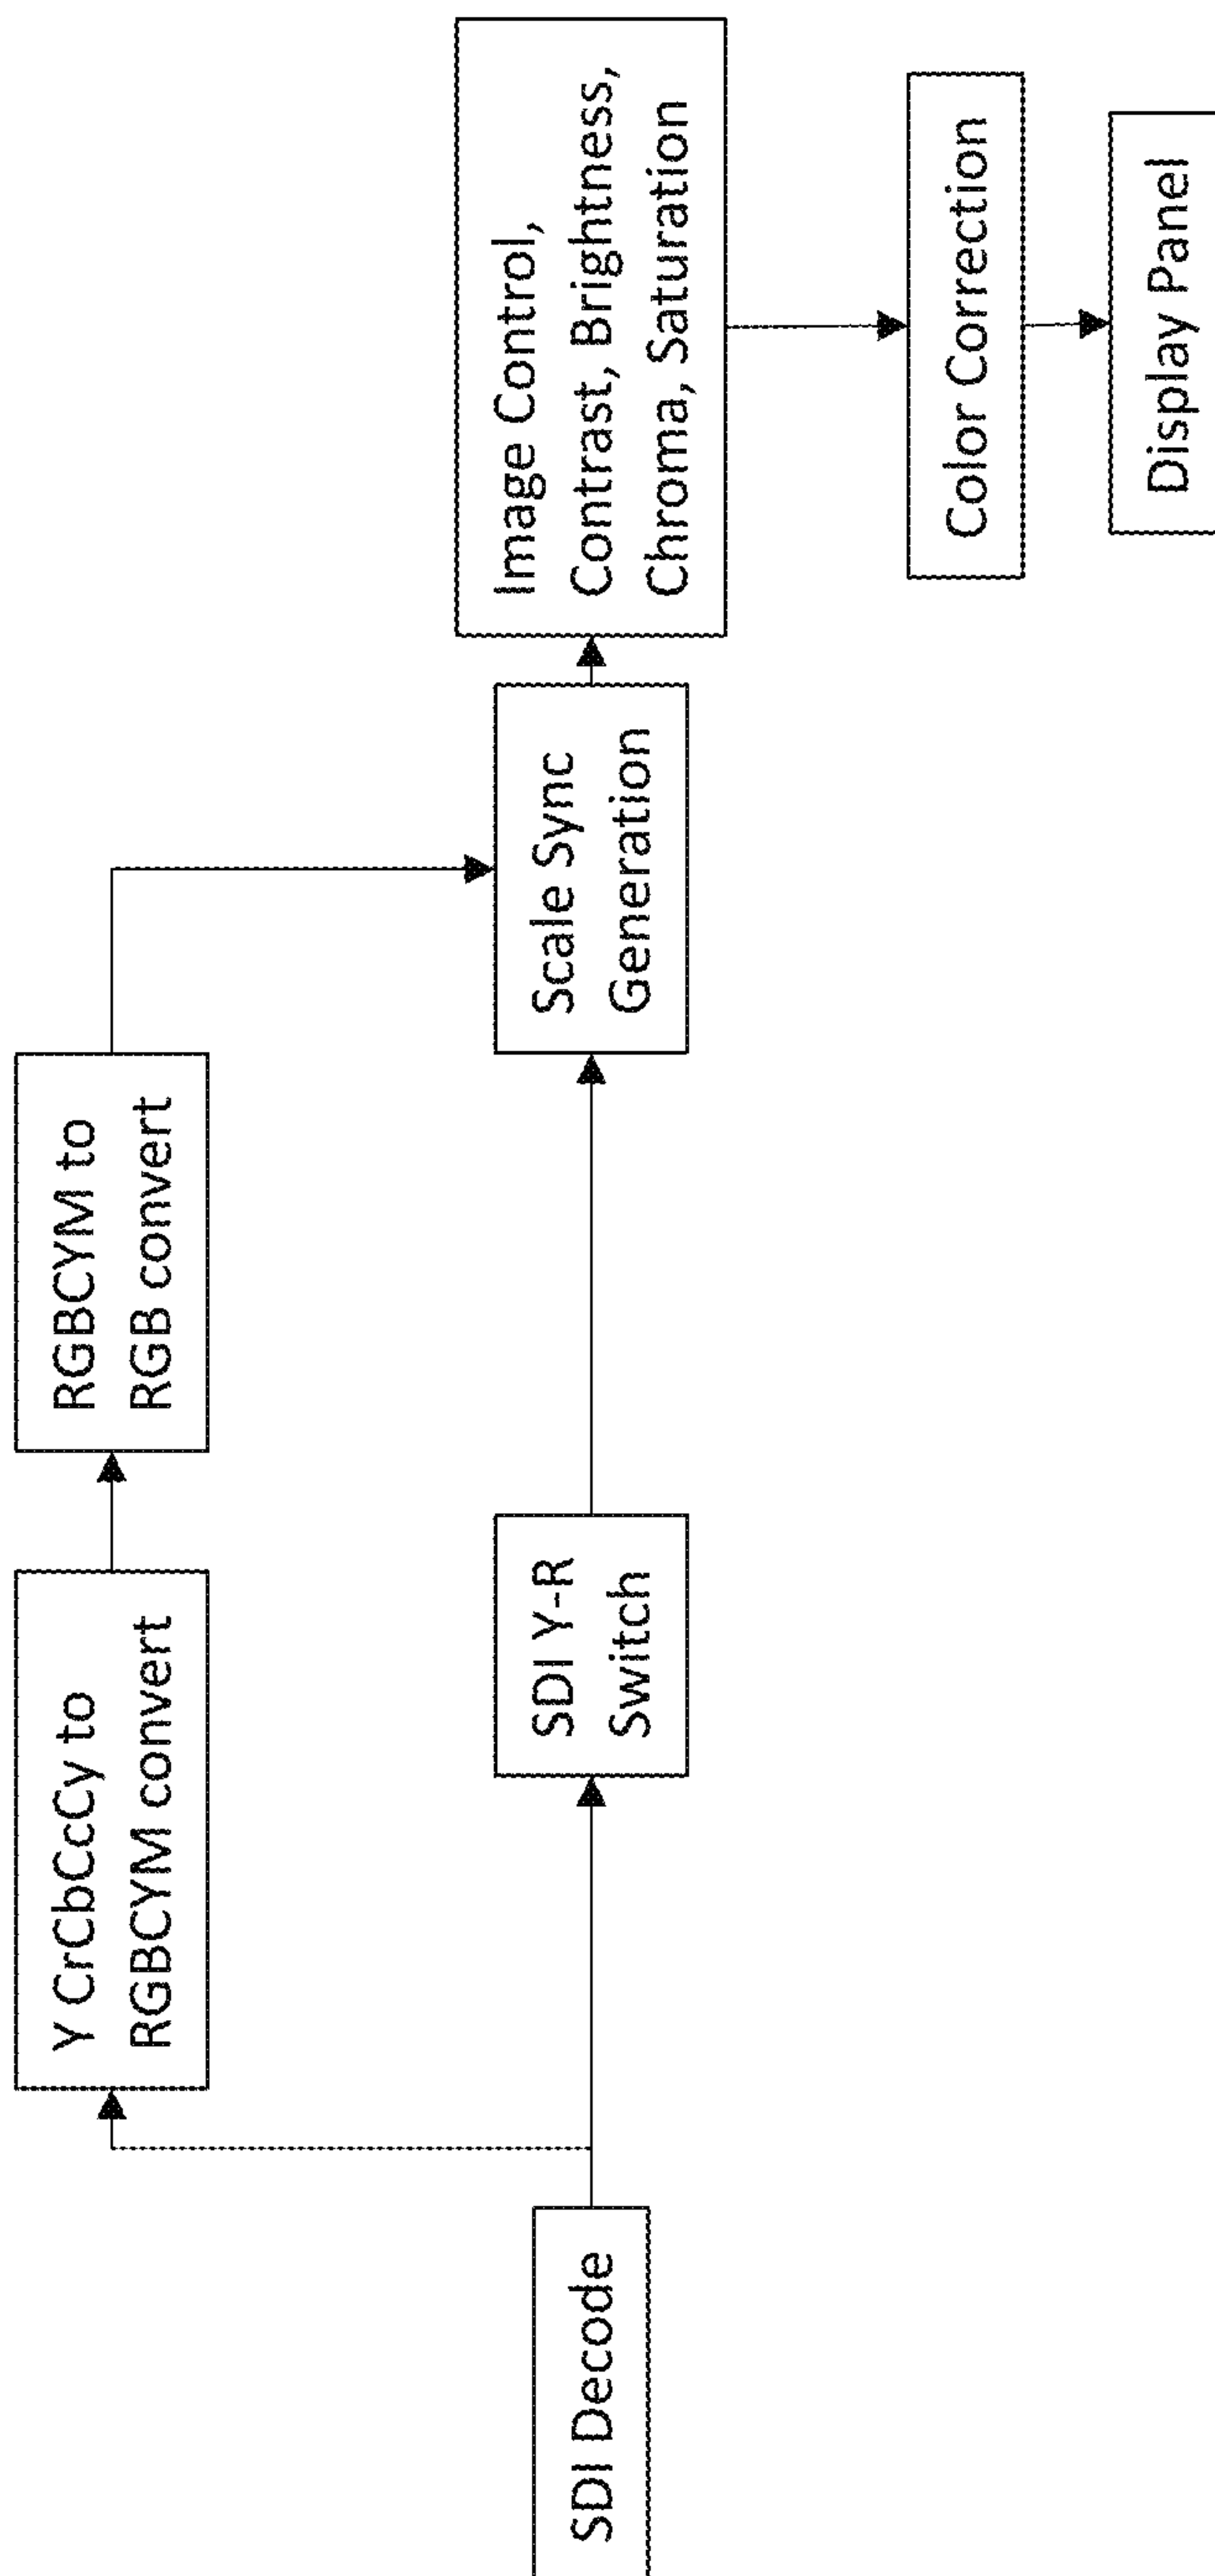 Y CrCbCcCy to
RGBCYM convert
RGBCYM to
RGB convert
SDI Decode
SDI Y-R
Switch
Scale Sync
Generation
Image Control,
Contrast, Brightness,
Chroma, Saturation
Color Correction
Display Panel